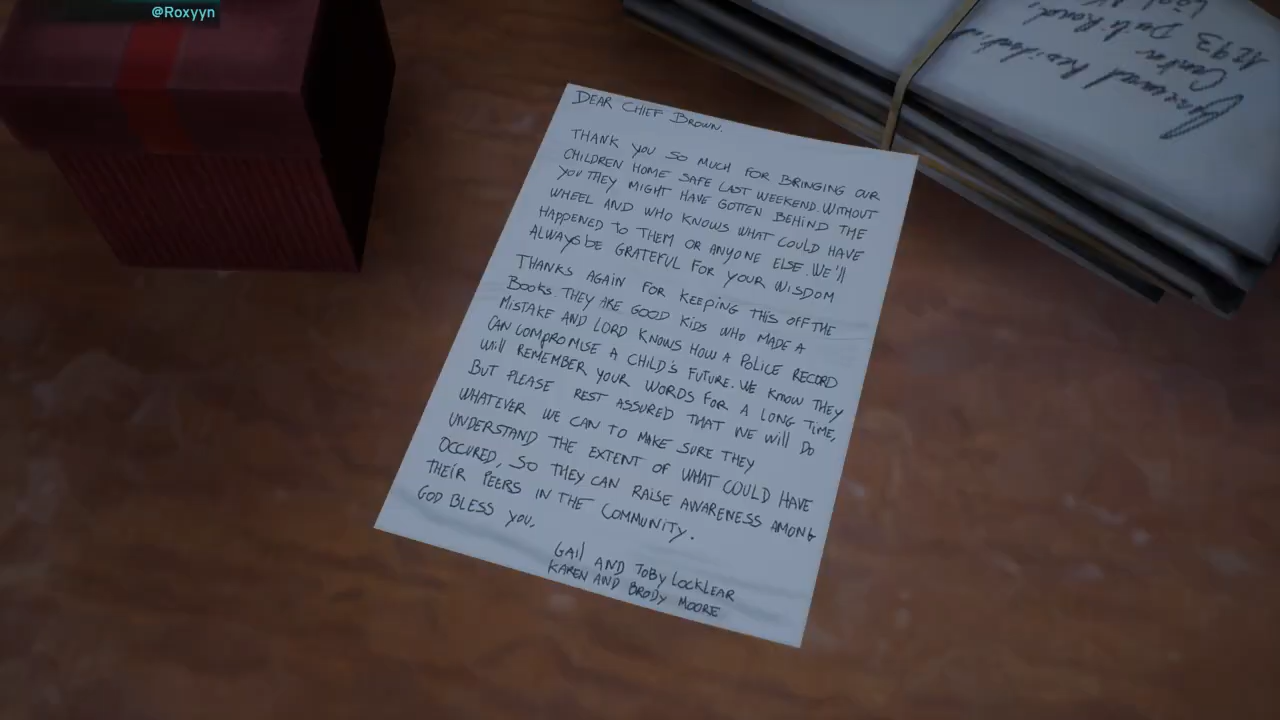 @Roxyyn
DEAR CHIEF BROWN.
THANK YOU SO MUCH FOR BRINGING OUR
CHILDREN HOME SAFE LAST WEEKEND. WITHOUT
YOU THEY MIGHT HAVE GOTTEN BEHIND THE
WHEEL AND WHO KNOWS WHAT COULD HAVE
HAPPENED TO THEM OR ANYONE ELSE. WE'll
ALWAYS BE GRATEFUL FOR YOUR WISDOM
THANKS AGAIN FOR KEEPING THIS OFF THE
BOOKS. THEY ARE GOOD KIDS WHO MADE A
MISTAKE AND LORD KNOWS HOW A POLICE RECORD
CAN COMPROMISE A CHILD'S FUTURE. WE KNOW THEY
Will REMEMBER YOUR WORDS FOR A LONG TIME,
BUT PLEASE REST ASSURED THAT WE Will DO
WHATEVER WE CAN TO MAKE SURE THEY
UNDERSTAND THE EXTENT OF WHAT COULD HAVE
OCCURED, SO THEY CAN RAISE AWARENESS AMONG
THEIR PEERS IN THE COMMUNITY.
GOD BLESS YOU,
GAIl AND TOBY LOCKLEAR
KAREN AND BRODY MOORE